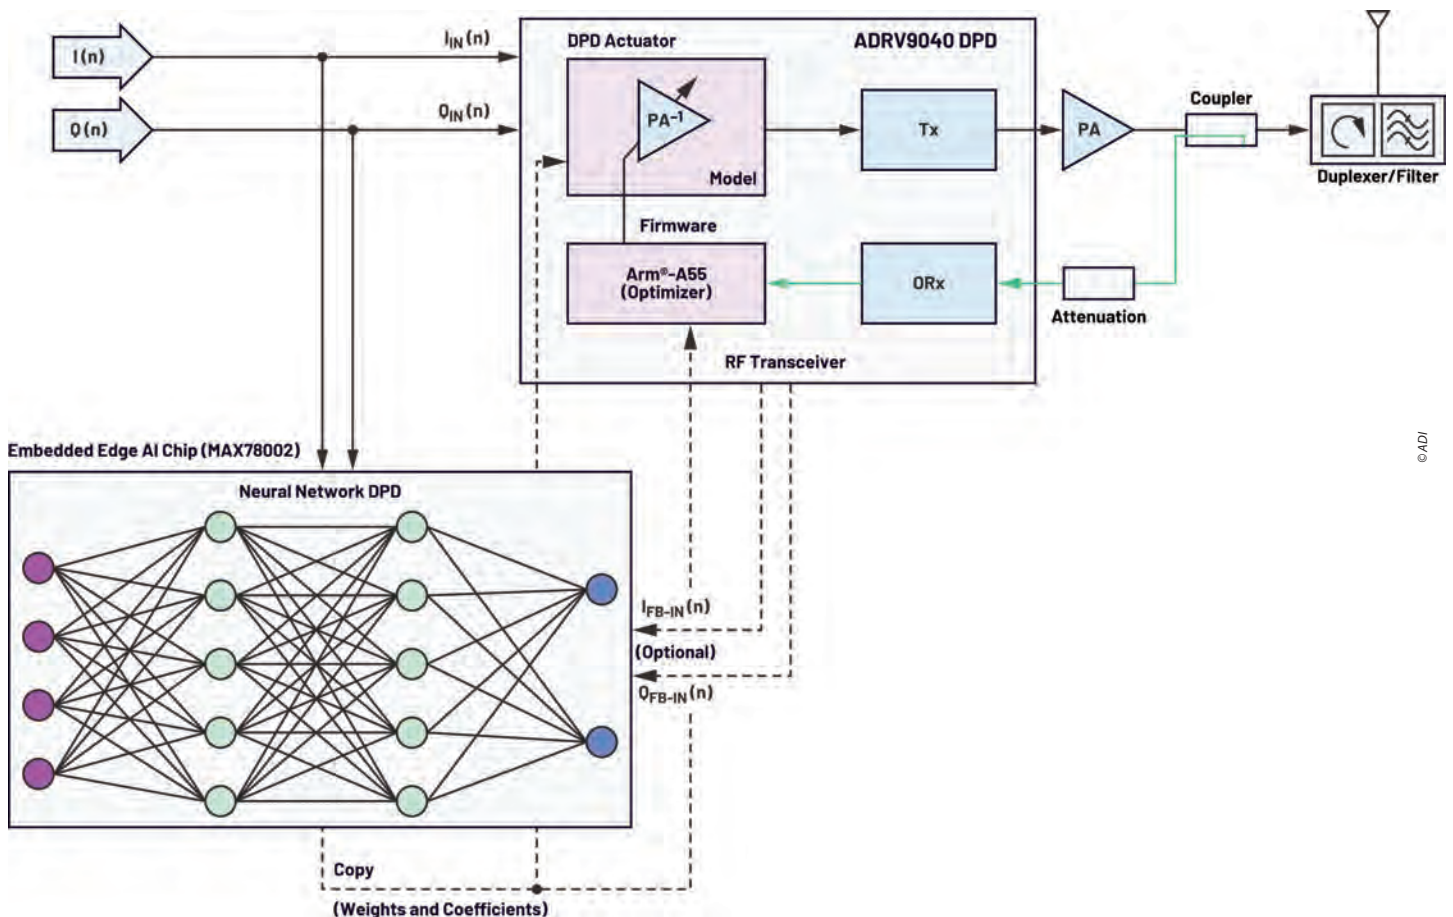 I(n)
I_IN(n)
Q(n)
Q_IN(n)
DPD Actuator
ADRV9040 DPD
PA⁻¹
Model
Tx
PA
Coupler
Duplexer/Filter
Firmware
Arm®-A55
(Optimizer)
ORx
Attenuation
RF Transceiver
©ADI
Embedded Edge AI Chip (MAX78002)
Neural Network DPD
I_FB-IN(n)
(Optional)
Q_FB-IN(n)
Copy
(Weights and Coefficients)